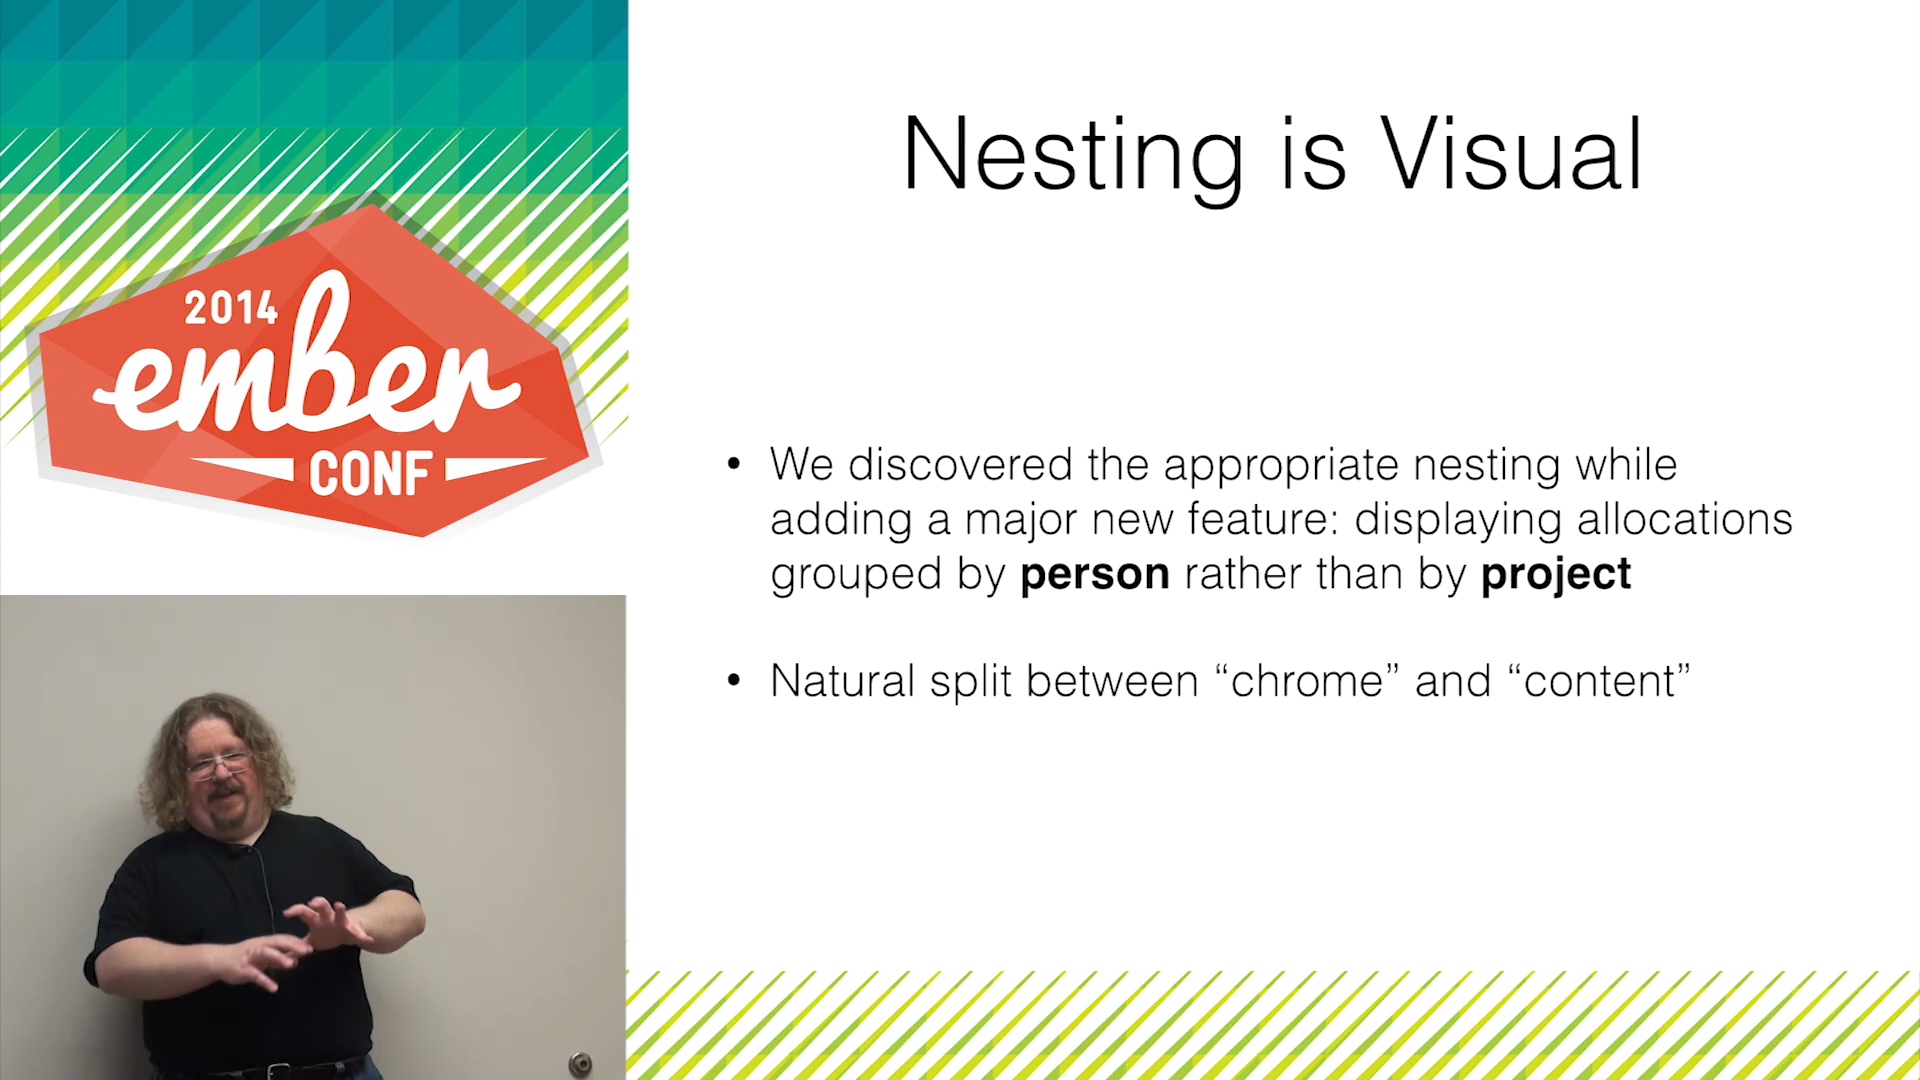 2014
ember
CONF
Nesting is Visual
• We discovered the appropriate nesting while
adding a major new feature: displaying allocations
grouped by person rather than by project
• Natural split between “chrome” and “content”